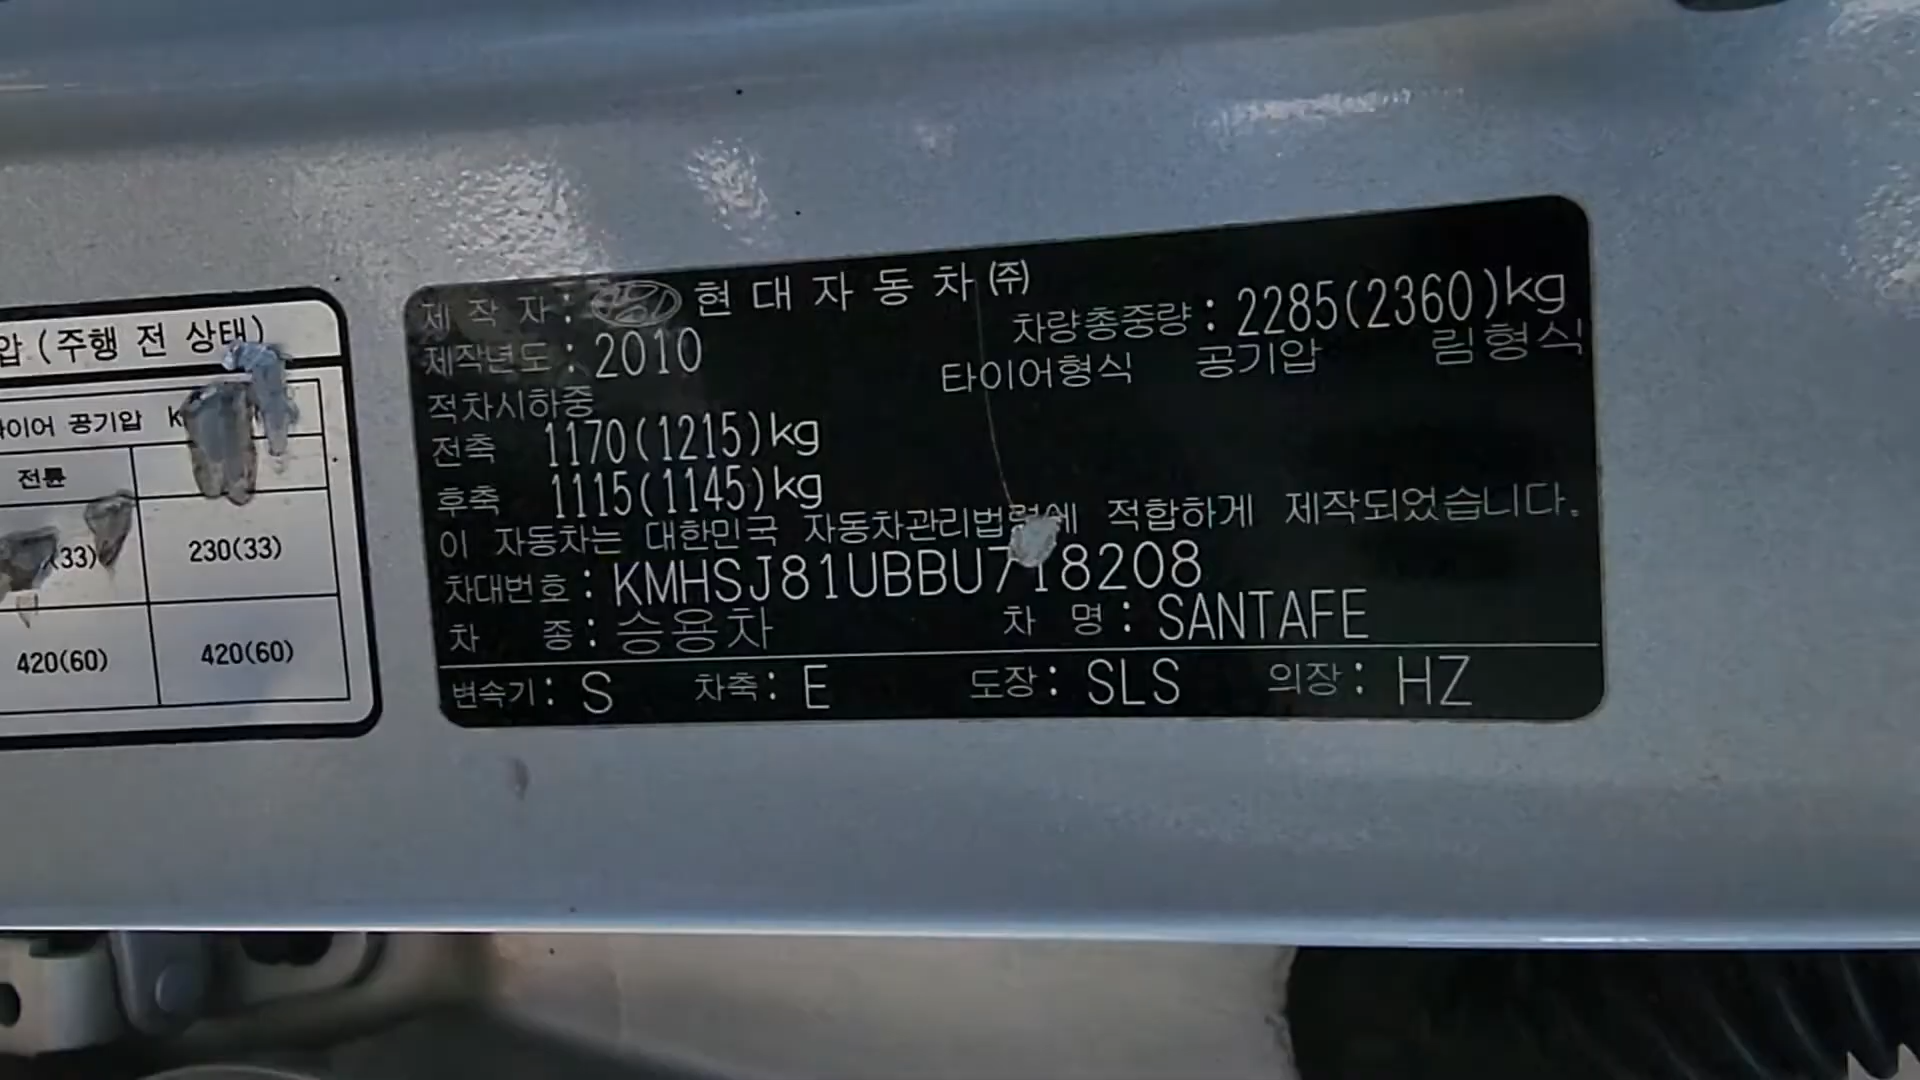 압 (주행 전 상태)
타이어 공기압
전륜
(33) 230(33)
420(60) 420(60)
제 작 자 : 현 대 자 동 차 (주)
차량총중량 : 2285(2360)kg
제작년도 : 2010
타이어형식 공기압 림형식
적차시하중
전축 1170(1215)kg
후축 1115(1145)kg
이 자동차는 대한민국 자동차관리법령에 적합하게 제작되었습니다.
차대번호 : KMHSJ81UBBU718208
차 종 : 승용차 차 명 : SANTAFE
변속기: S 차축: E 도장: SLS 의장: HZ